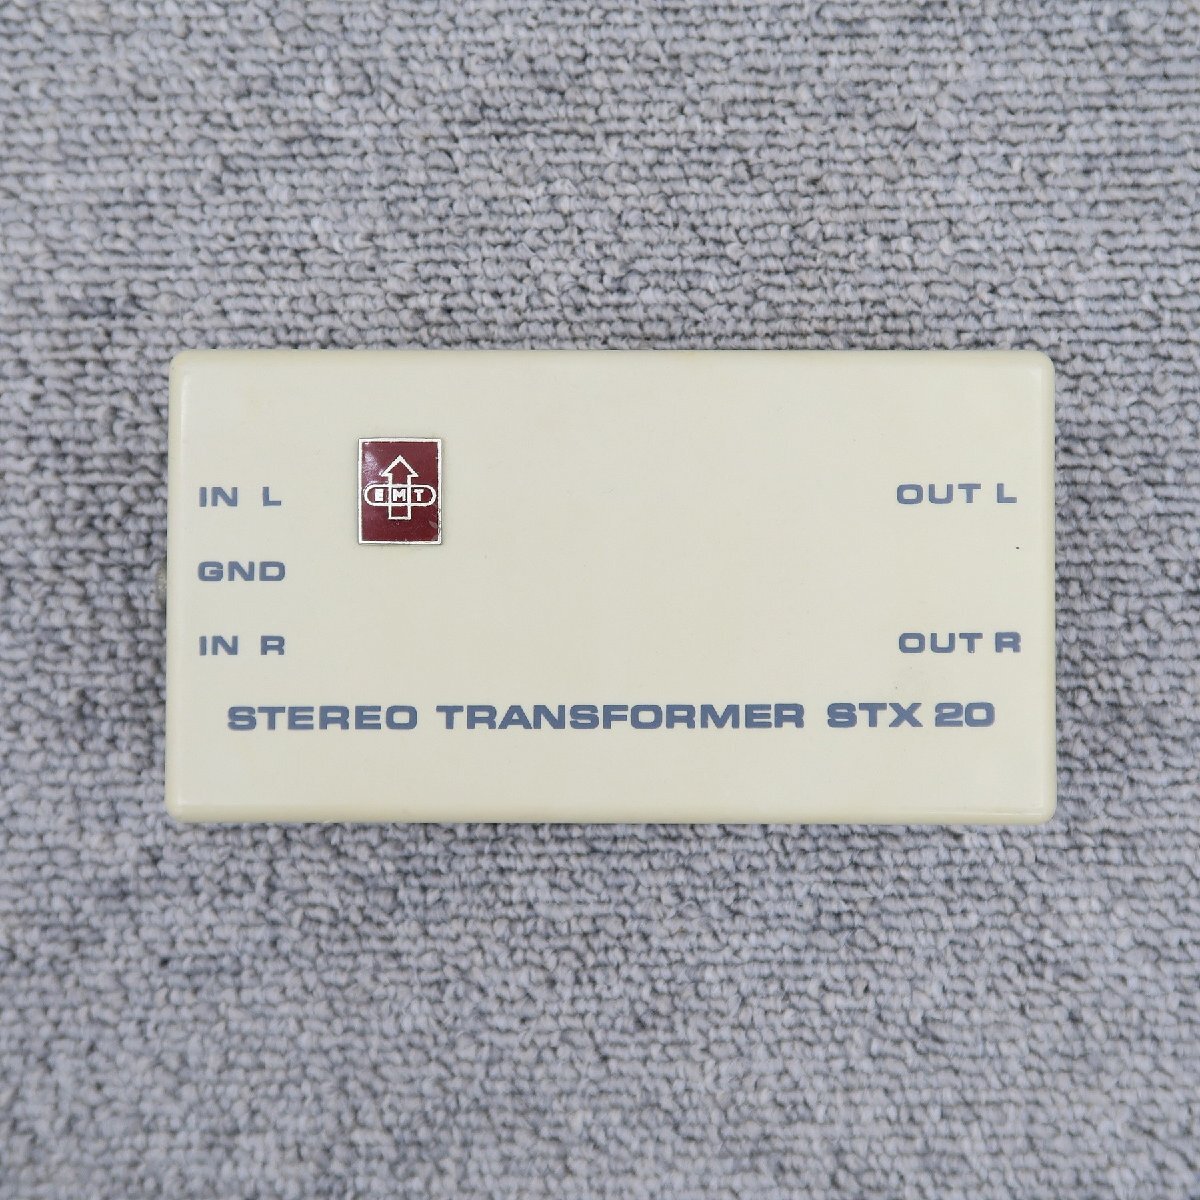 IN L
EMT
OUT L
GND
IN R
OUT R
STEREO TRANSFORMER STX 20